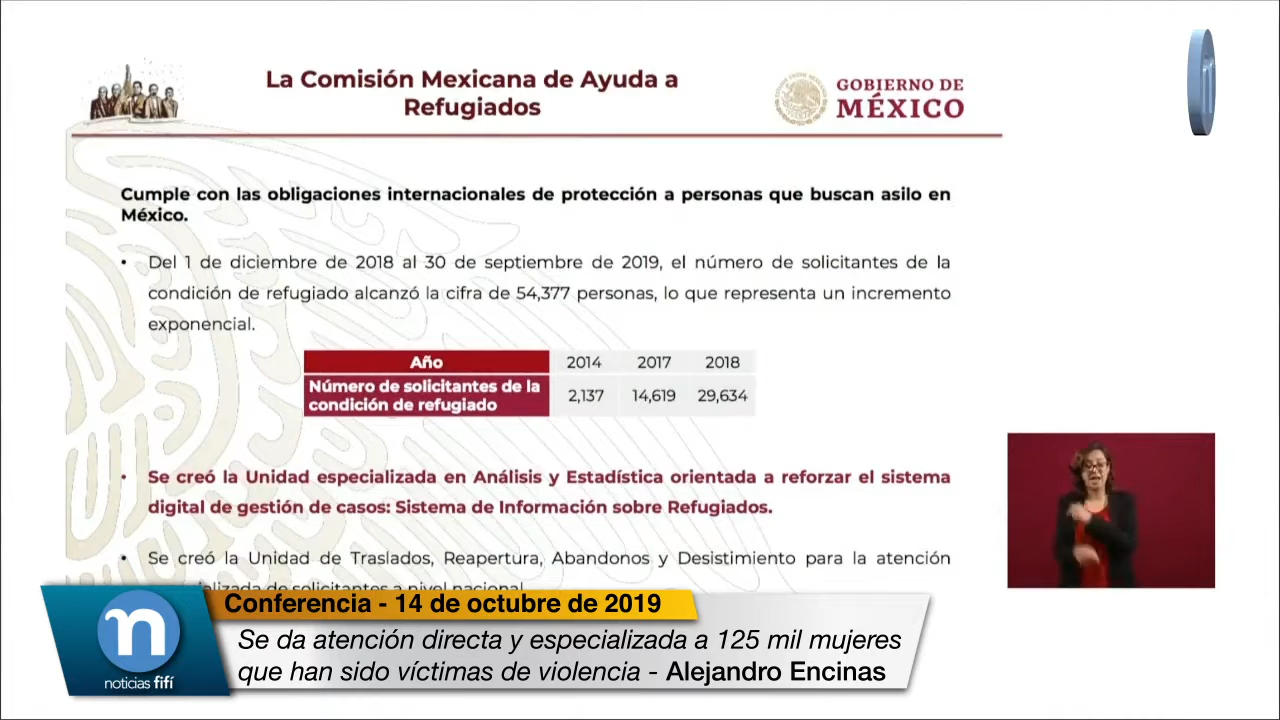 La Comisión Mexicana de Ayuda a
Refugiados
GOBIERNO DE
MÉXICO
Cumple con las obligaciones internacionales de protección a personas que buscan asilo en
México.
• Del 1 de diciembre de 2018 al 30 de septiembre de 2019, el número de solicitantes de la
condición de refugiado alcanzó la cifra de 54,377 personas, lo que representa un incremento
exponencial.
Año 2014 2017 2018
Número de solicitantes de la
condición de refugiado 2,137 14,619 29,634
• Se creó la Unidad especializada en Análisis y Estadística orientada a reforzar el sistema
digital de gestión de casos: Sistema de Información sobre Refugiados.
• Se creó la Unidad de Traslados, Reapertura, Abandonos y Desistimiento para la atención
de solicitantes a nivel nacional
Conferencia - 14 de octubre de 2019
Se da atención directa y especializada a 125 mil mujeres
que han sido víctimas de violencia - Alejandro Encinas
n
noticias fifí